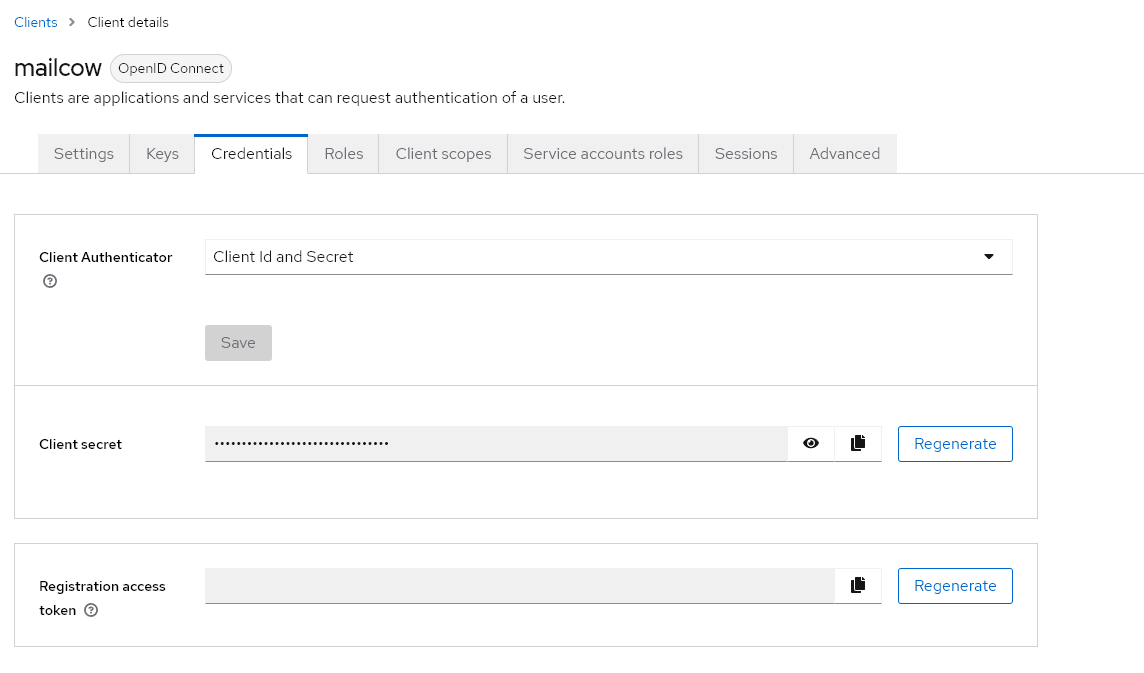 Clients > Client details
mailcow OpenID Connect
Clients are applications and services that can request authentication of a user.
Settings Keys Credentials Roles Client scopes Service accounts roles Sessions Advanced
Client Authenticator
Client Id and Secret
Save
Client secret
••••••••••••••••••••••••••••••••
Regenerate
Registration access
token
Regenerate